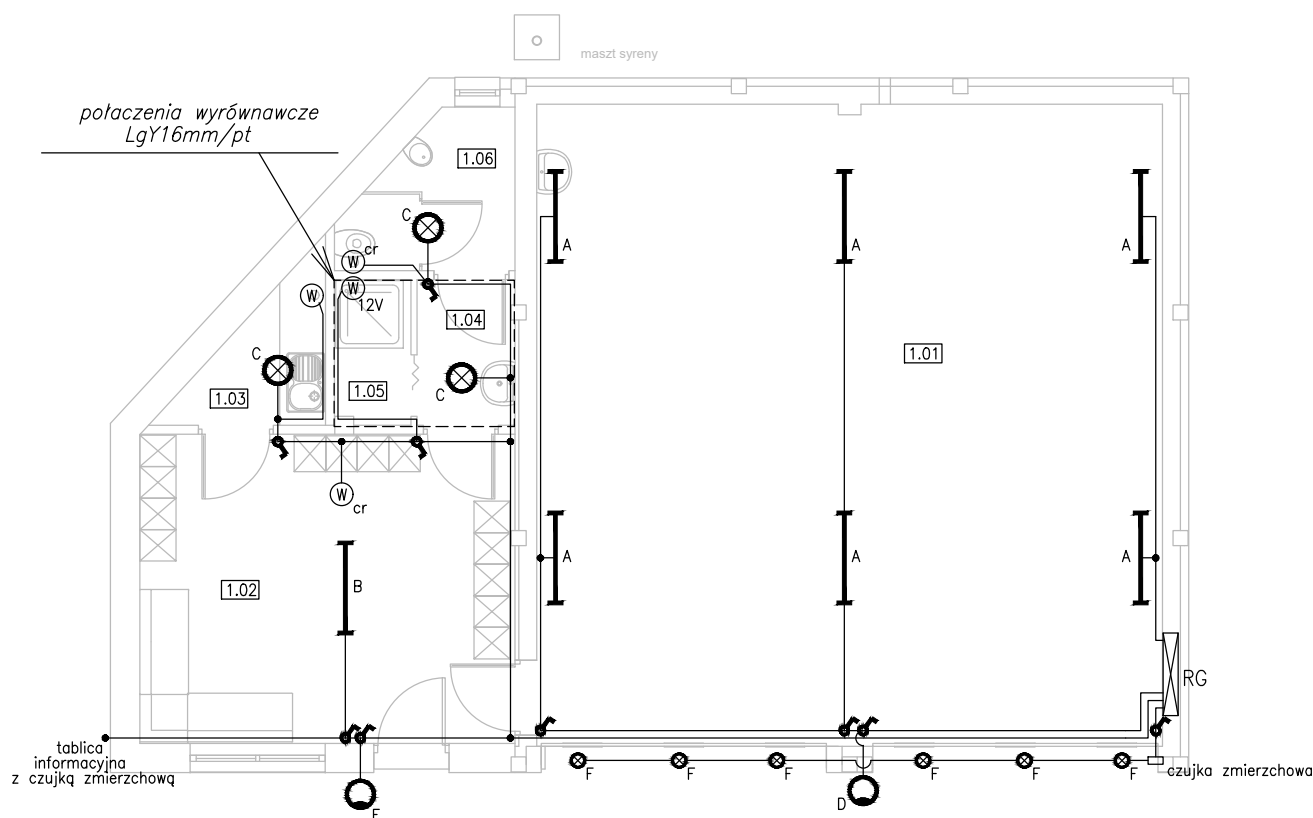 maszt syreny
połaczenia wyrównawcze
LgY16mm/pt
1.06
C
cr
W
A
A
A
W
W
12V
1.04
1.01
C
C
1.05
1.03
W
cr
A
A
A
B
1.02
RG
tablica
informacyjna
z czujką zmierzchową
F
F
F
F
F
F
czujka zmierzchowa
E
D